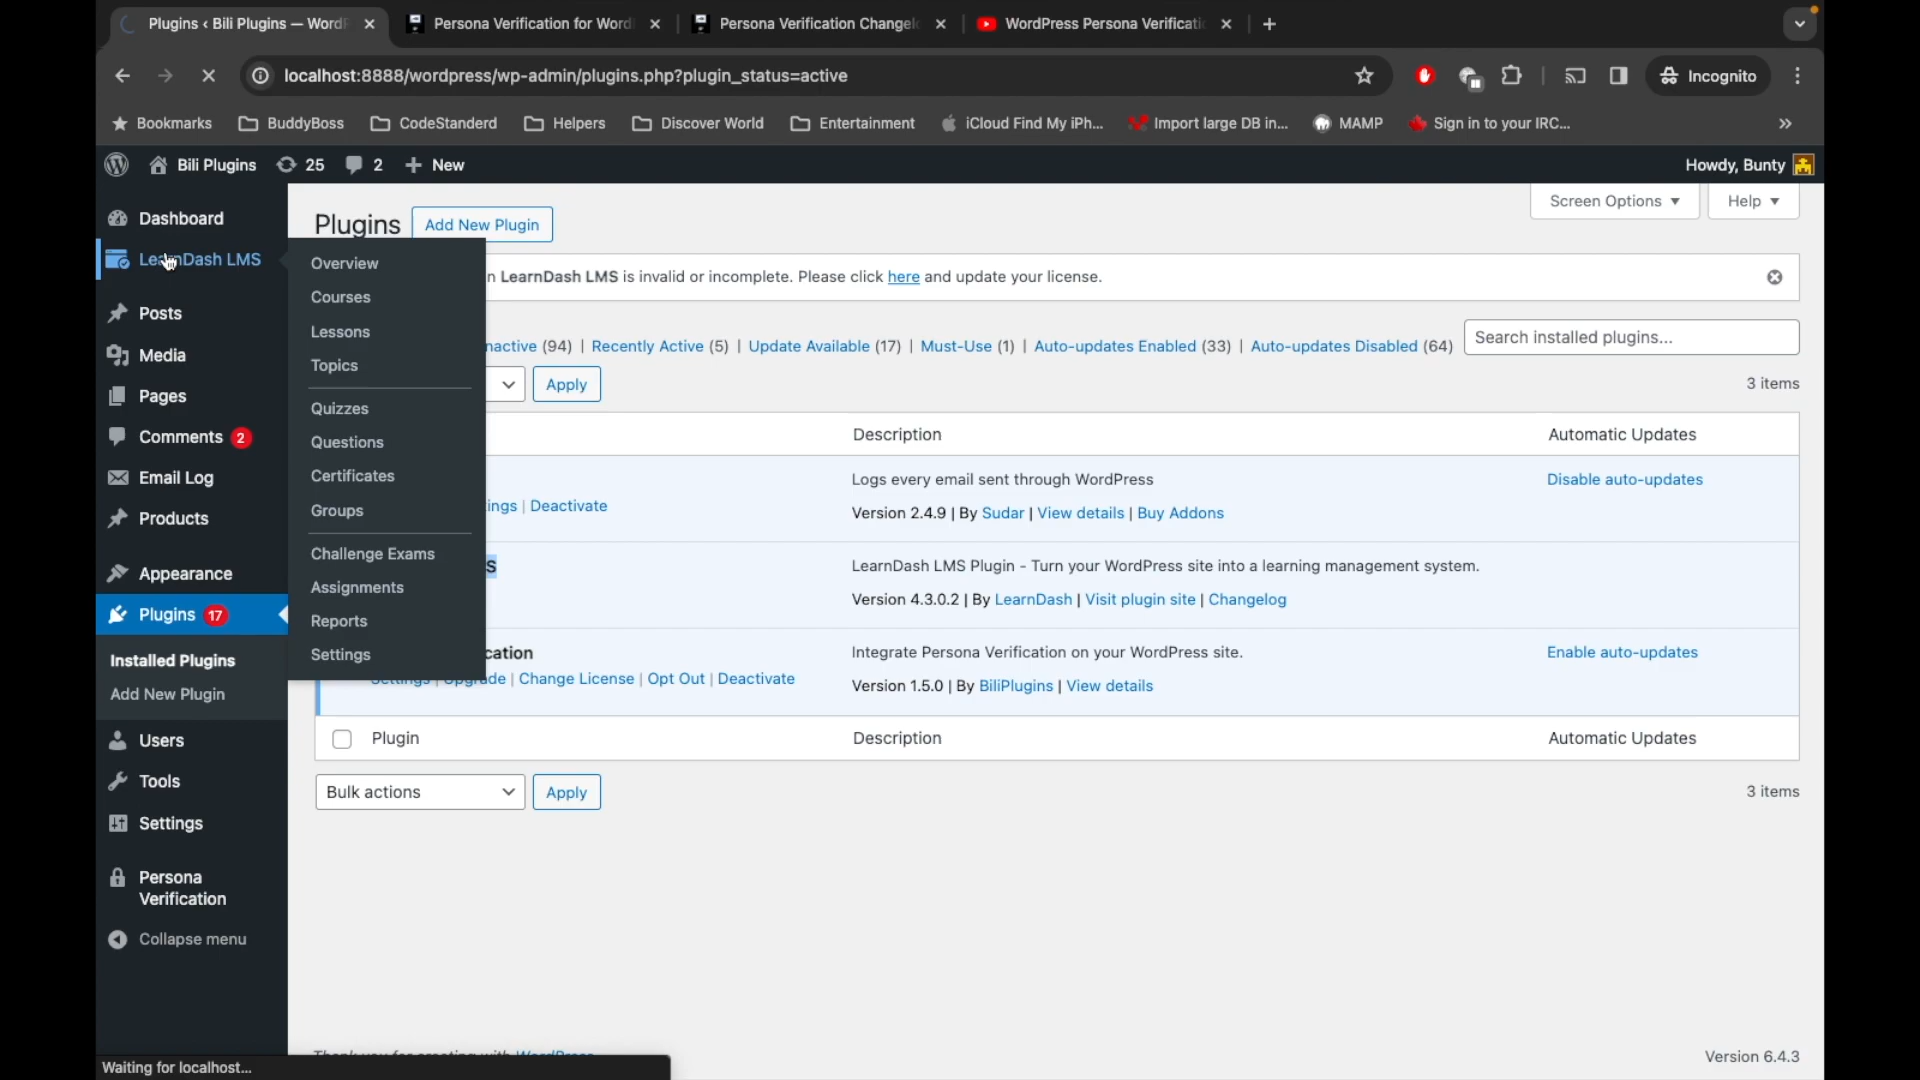 Plugins ‹ Bili Plugins — WordP
Persona Verification for Word
Persona Verification Changelo
WordPress Persona Verificati
localhost:8888/wordpress/wp-admin/plugins.php?plugin_status=active
Incognito
Bookmarks
BuddyBoss
CodeStanderd
Helpers
Discover World
Entertainment
iCloud Find My iPh...
Import large DB in...
MAMP
Sign in to your IRC...
»
Bili Plugins
25
2
New
Howdy, Bunty
Dashboard
LearnDash LMS
Posts
Media
Pages
Comments 2
Email Log
Products
Appearance
Plugins 17
Installed Plugins
Add New Plugin
Users
Tools
Settings
Persona
Verification
Collapse menu
Overview
Courses
Lessons
Topics
Quizzes
Questions
Certificates
Groups
Challenge Exams
Assignments
Reports
Settings
Plugins
Add New Plugin
Screen Options
Help
n LearnDash LMS is invalid or incomplete. Please click here and update your license.
nactive (94) | Recently Active (5) | Update Available (17) | Must-Use (1) | Auto-updates Enabled (33) | Auto-updates Disabled (64)
Search installed plugins...
Apply
3 items
Description
Automatic Updates
ings | Deactivate
Logs every email sent through WordPress
Version 2.4.9 | By Sudar | View details | Buy Addons
Disable auto-updates
S
LearnDash LMS Plugin - Turn your WordPress site into a learning management system.
Version 4.3.0.2 | By LearnDash | Visit plugin site | Changelog
cation
Settings | Upgrade | Change License | Opt Out | Deactivate
Integrate Persona Verification on your WordPress site.
Version 1.5.0 | By BiliPlugins | View details
Enable auto-updates
Plugin
Description
Automatic Updates
Bulk actions
Apply
3 items
Thank you for creating with WordPress
Version 6.4.3
Waiting for localhost...